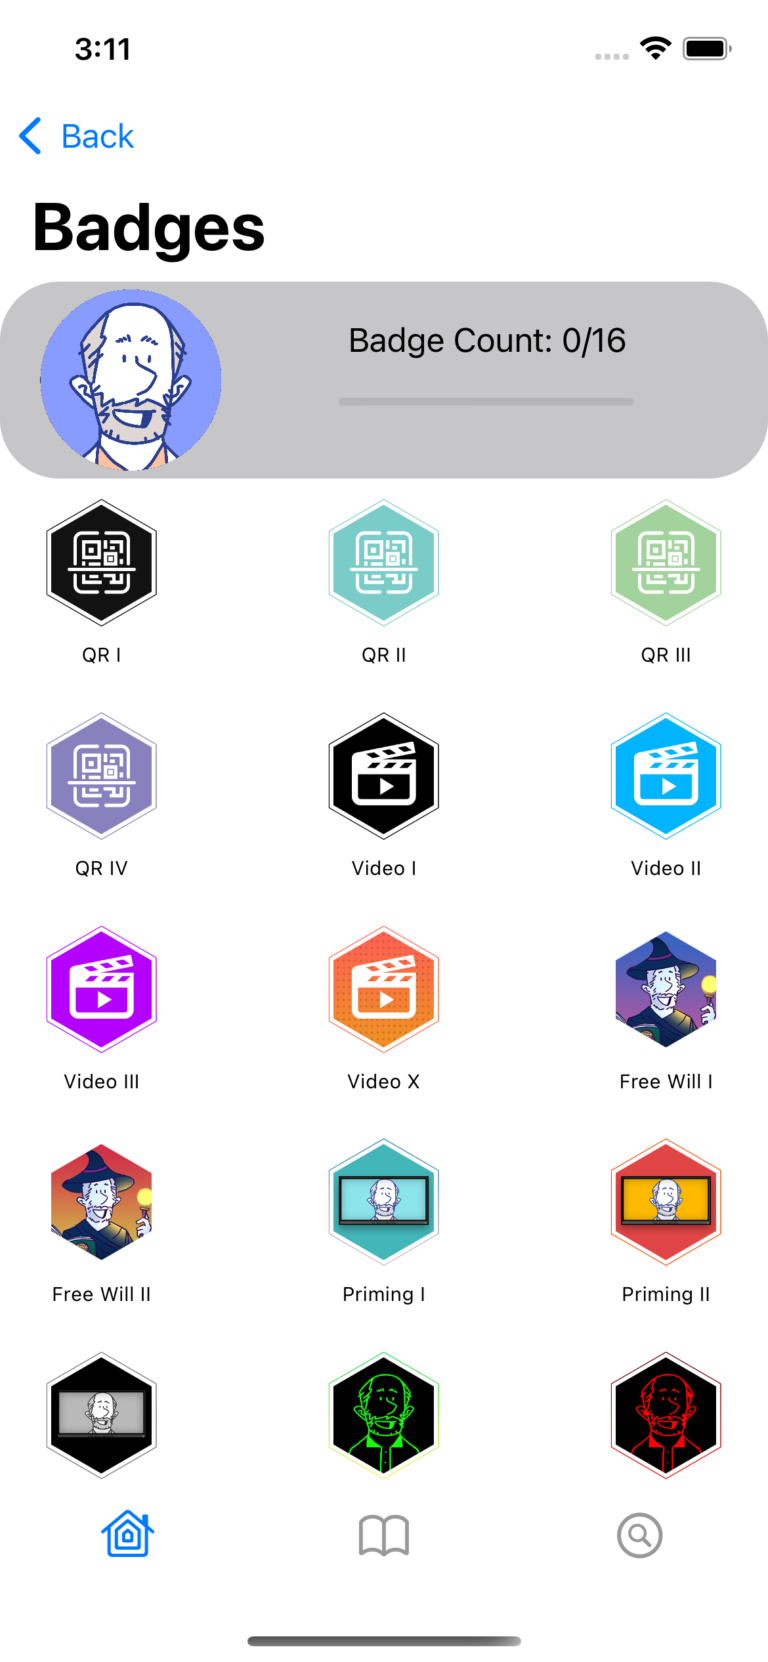 3:11
Back
Badges
Badge Count: 0/16
QR I
QR II
QR III
QR IV
Video I
Video II
Video III
Video X
Free Will I
Free Will II
Priming I
Priming II